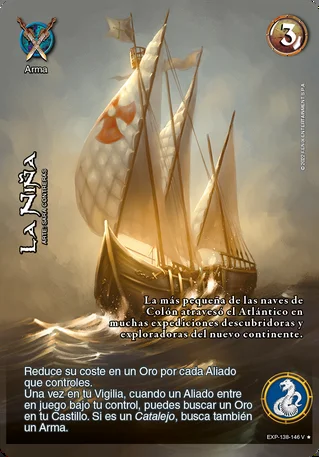 3
Arma
© 2022 FENIX ENTERTAINMENT S.P.A.
La Niña
La más pequeña de las naves de
Colón atravesó el Atlántico en
muchas expediciones descubridoras y
exploradoras del nuevo continente.
Reduce su coste en un Oro por cada Aliado
que controles.
Una vez en tu Vigilia, cuando un Aliado entre
en juego bajo tu control, puedes buscar un Oro
en tu Castillo. Si es un Catalejo, busca también
un Arma.
EXP-138-146 V ★